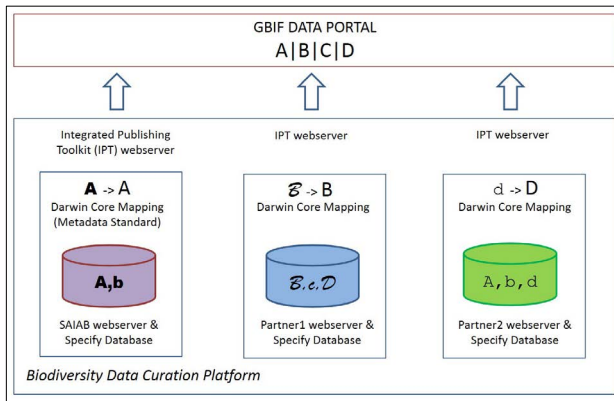 GBIF DATA PORTAL
A|B|C|D
Integrated Publishing
Toolkit (IPT) webserver
IPT webserver
IPT webserver
A -> A
Darwin Core Mapping
(Metadata Standard)
A,b
SAIAB webserver &
Specify Database
ℬ -> B
Darwin Core Mapping
ℬ,c,D
Partner1 webserver &
Specify Database
d -> D
Darwin Core Mapping
A,b,d
Partner2 webserver &
Specify Database
Biodiversity Data Curation Platform